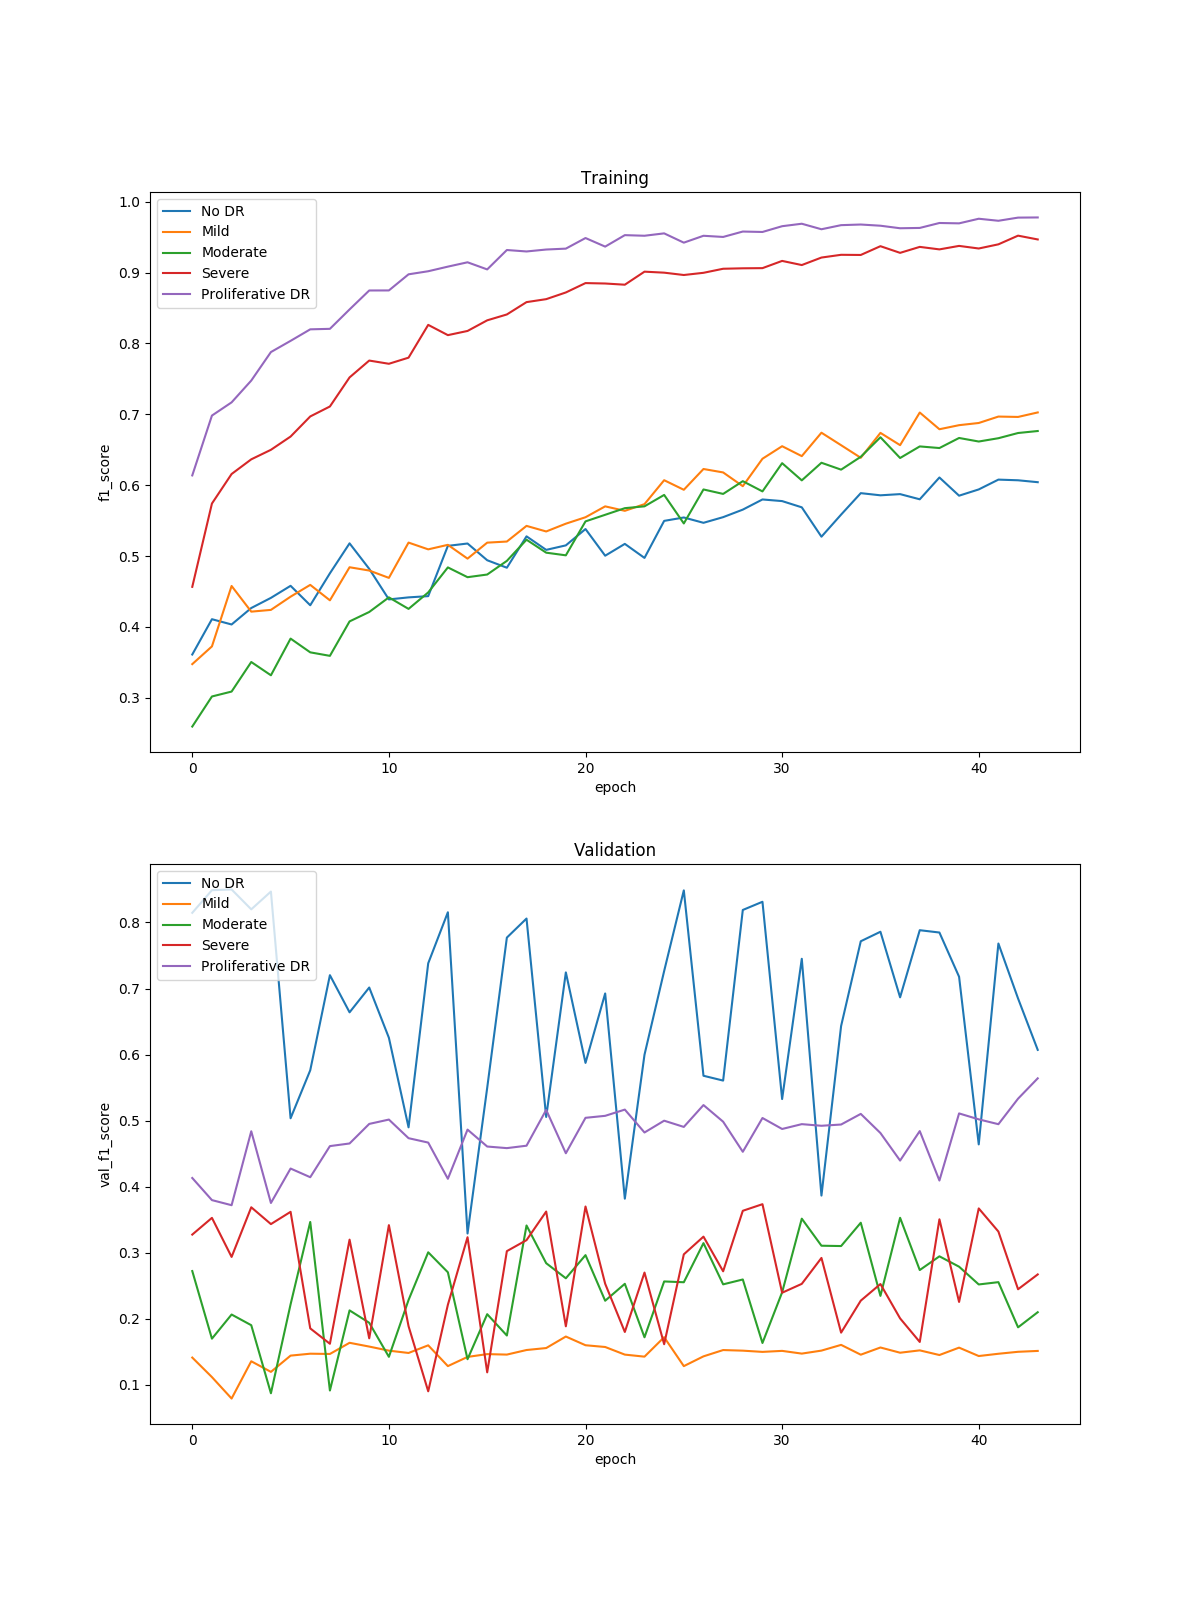 Training
1.0
0.9
0.8
0.7
0.6
0.5
0.4
0.3
f1_score
No DR
Mild
Moderate
Severe
Proliferative DR
0 10 20 30 40
epoch
Validation
0.8
0.7
0.6
0.5
0.4
0.3
0.2
0.1
val_f1_score
No DR
Mild
Moderate
Severe
Proliferative DR
0 10 20 30 40
epoch